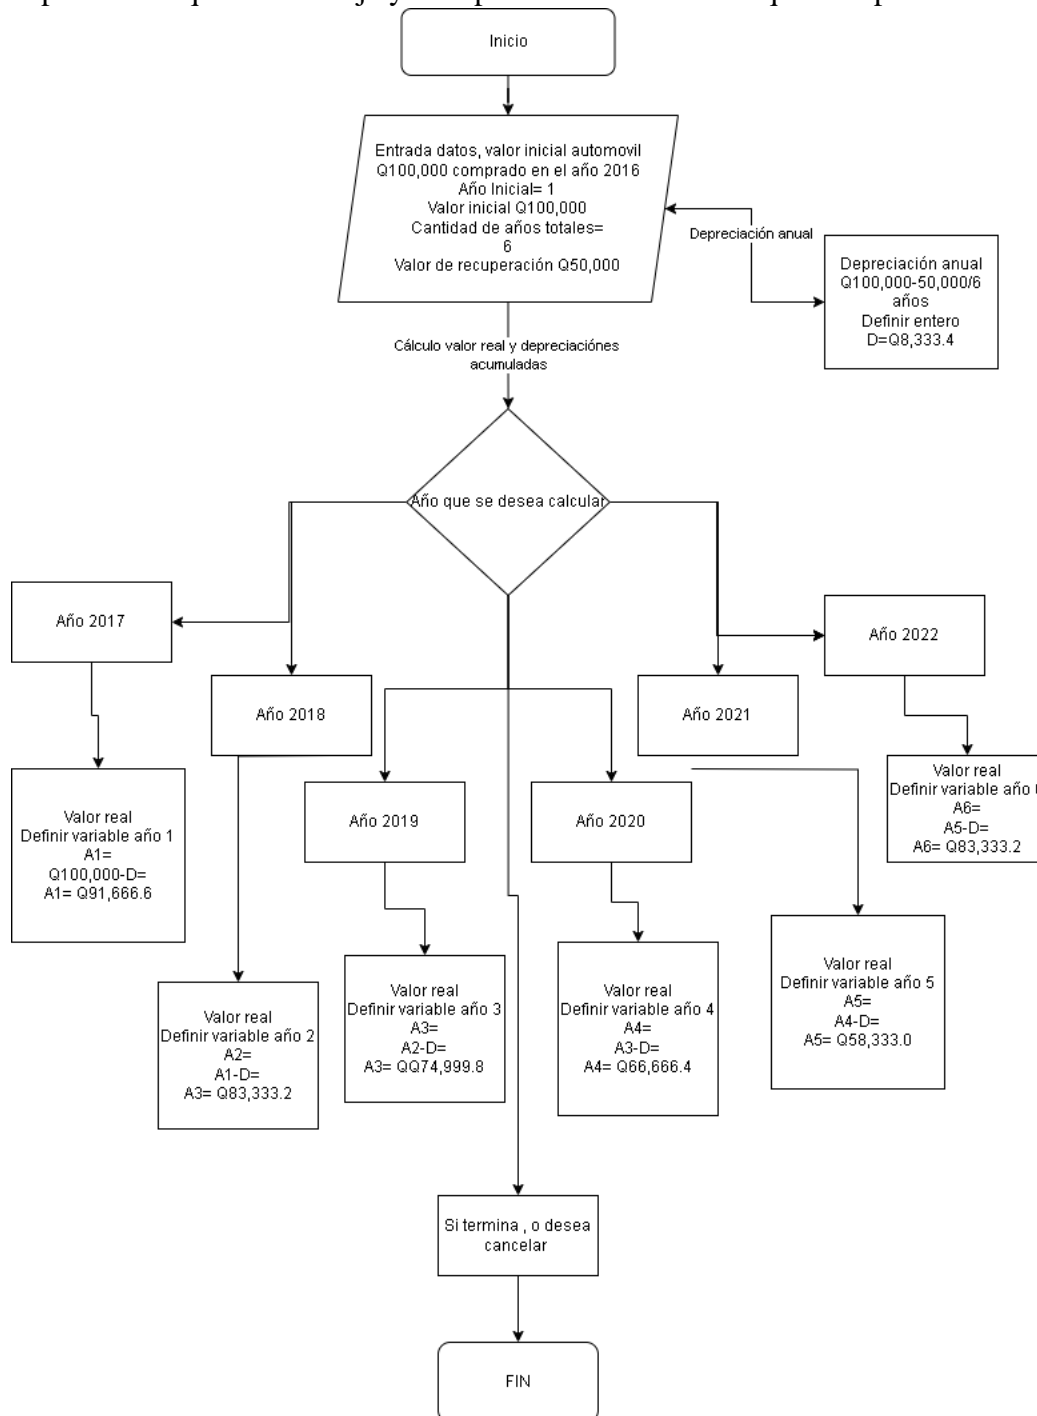 Inicio
Entrada datos, valor inicial automovil
Q100,000 comprado en el año 2016
Año Inicial= 1
Valor inicial Q100,000
Cantidad de años totales=
6
Valor de recuperación Q50,000
Depreciación anual
Depreciación anual
Q100,000-50,000/6
años
Definir entero
D=Q8,333.4
Cálculo valor real y depreciaciónes
acumuladas
Año que se desea calcular
Año 2017
Año 2022
Año 2018
Año 2021
Año 2019
Año 2020
Valor real
Definir variable año 1
A1=
Q100,000-D=
A1= Q91,666.6
Valor real
Definir variable año
A6=
A5-D=
A6= Q83,333.2
Valor real
Definir variable año 2
A2=
A1-D=
A3= Q83,333.2
Valor real
Definir variable año 3
A3=
A2-D=
A3= QQ74,999.8
Valor real
Definir variable año 4
A4=
A3-D=
A4= Q66,666.4
Valor real
Definir variable año 5
A5=
A4-D=
A5= Q58,333.0
Si termina , o desea
cancelar
FIN